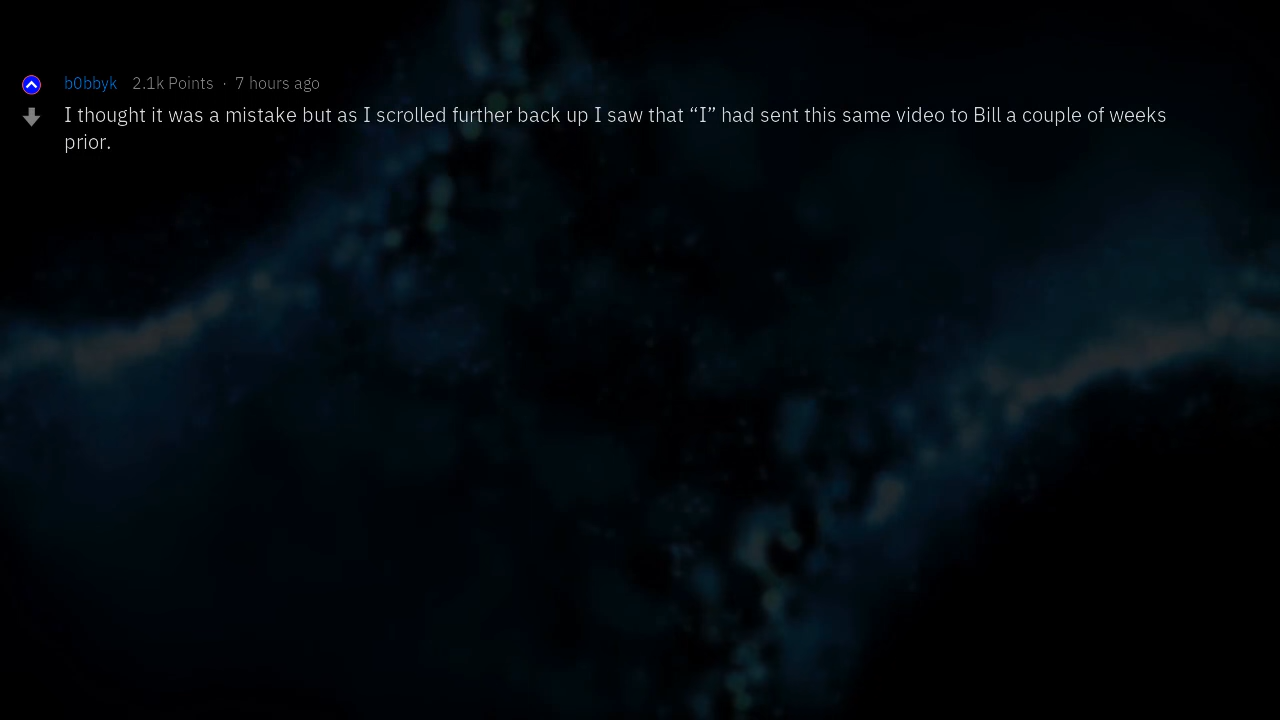 b0bbyk 2.1k Points · 7 hours ago
I thought it was a mistake but as I scrolled further back up I saw that “I” had sent this same video to Bill a couple of weeks
prior.